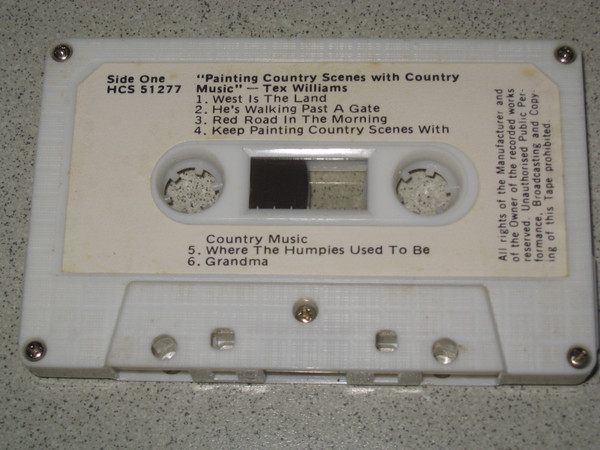 Side One "Painting Country Scenes with Country
HCS 51277 Music" — Tex Williams
1. West Is The Land
2. He's Walking Past A Gate
3. Red Road In The Morning
4. Keep Painting Country Scenes With
Country Music
5. Where The Humpies Used To Be
6. Grandma
All rights of the Manufacturer and
of the Owner of the recorded works
reserved. Unauthorised Public Per-
formance, Broadcasting and Copy-
ing of this Tape prohibited.